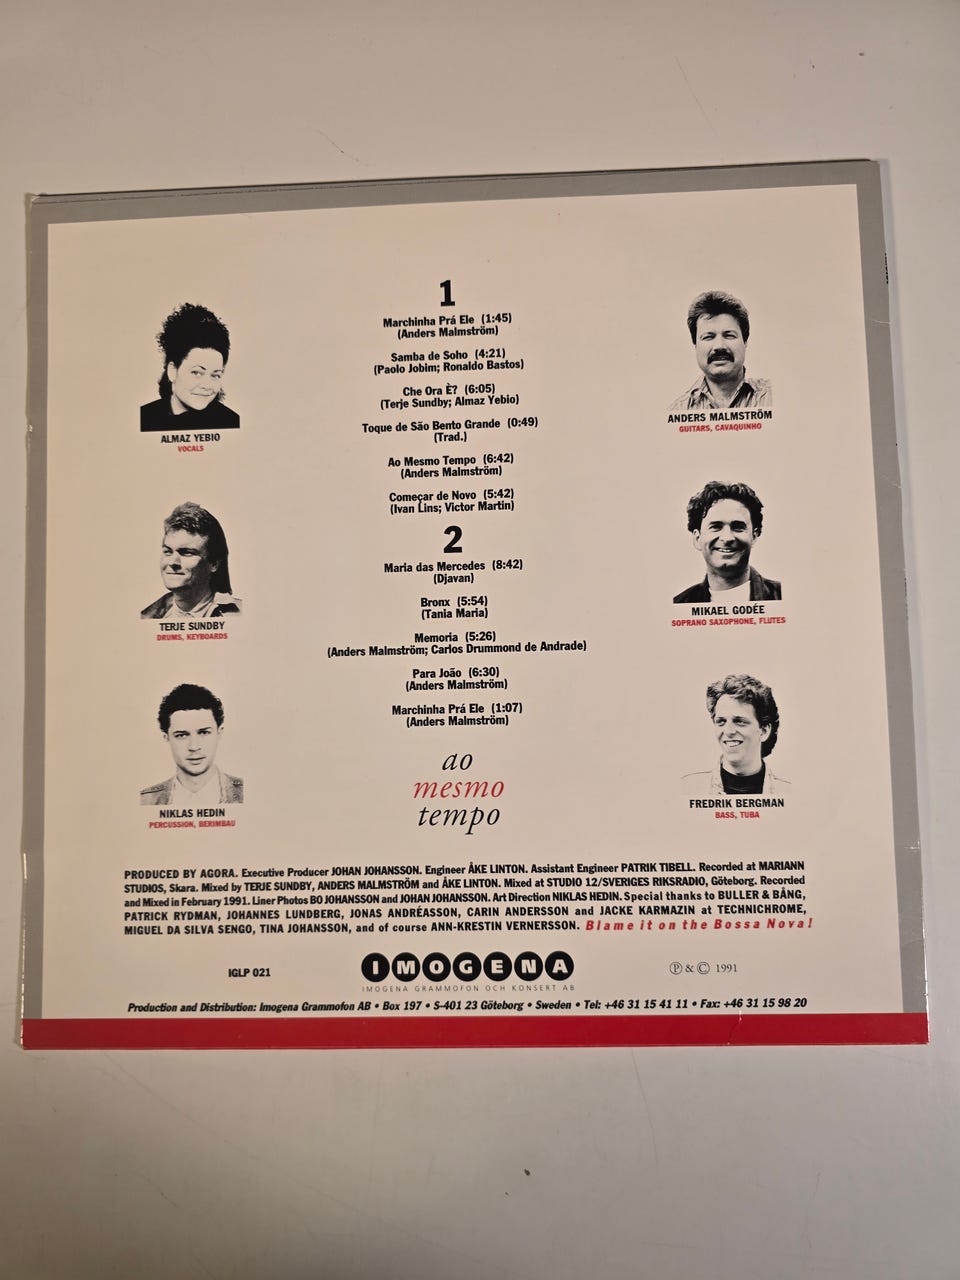 1
Marchinha Prá Ele (1:45)
(Anders Malmström)
Samba de Soho (4:21)
(Paolo Jobim; Ronaldo Bastos)
Che Ora È? (6:05)
(Terje Sundby; Almaz Yebio)
Toque de São Bento Grande (0:49)
(Trad.)
Ao Mesmo Tempo (6:42)
(Anders Malmström)
Começar de Novo (5:42)
(Ivan Lins; Victor Martin)
2
Maria das Mercedes (8:42)
(Djavan)
Bronx (5:54)
(Tania Maria)
Memoria (5:26)
(Anders Malmström; Carlos Drummond de Andrade)
Para João (6:30)
(Anders Malmström)
Marchinha Prá Ele (1:07)
(Anders Malmström)
ALMAZ YEBIO
VOCALS
TERJE SUNDBY
DRUMS, KEYBOARDS
NIKLAS HEDIN
PERCUSSION, BERIMBAU
ANDERS MALMSTRÖM
GUITARS, CAVAQUINHO
MIKAEL GODÉE
SOPRANO SAXOPHONE, FLUTES
FREDRIK BERGMAN
BASS, TUBA
ao
mesmo
tempo
PRODUCED BY AGORA. Executive Producer JOHAN JOHANSSON. Engineer ÅKE LINTON. Assistant Engineer PATRIK TIBELL. Recorded at MARIANN
STUDIOS, Skara. Mixed by TERJE SUNDBY, ANDERS MALMSTRÖM and ÅKE LINTON. Mixed at STUDIO 12/SVERIGES RIKSRADIO, Göteborg. Recorded
and Mixed in February 1991. Liner Photos BO JOHANSSON and JOHAN JOHANSSON. Art Direction NIKLAS HEDIN. Special thanks to BULLER & BÅNG,
PATRICK RYDMAN, JOHANNES LUNDBERG, JONAS ANDRÉASSON, CARIN ANDERSSON and JACKE KARMAZIN at TECHNICHROME,
MIGUEL DA SILVA SENGO, TINA JOHANSSON, and of course ANN-KRESTIN VERNERSSON. Blame it on the Bossa Nova!
IGLP 021
IMOGENA
IMOGENA GRAMMOFON OCH KONSERT AB
Ⓟ & © 1991
Production and Distribution: Imogena Grammofon AB • Box 197 • S-401 23 Göteborg • Sweden • Tel: +46 31 15 41 11 • Fax: +46 31 15 98 20